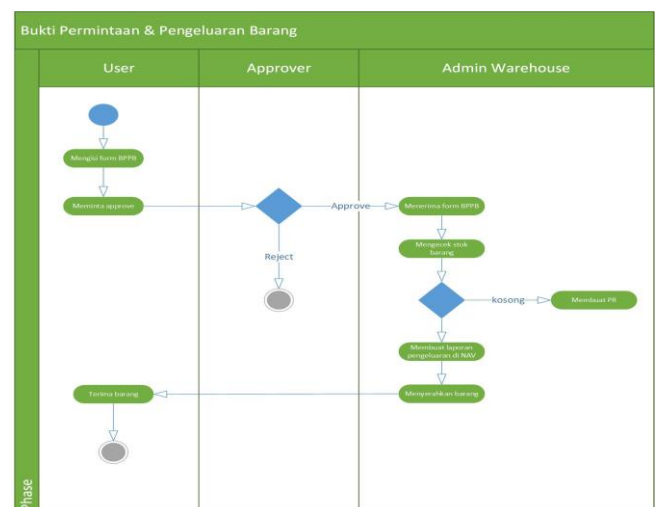 Bukti Permintaan & Pengeluaran Barang
User
Approver
Admin Warehouse
Mengisi form BPPB
Meminta approve
Approve
Menerima form BPPB
Reject
Mengecek stok
barang
kosong
Membuat PR
Membuat laporan
pengeluaran di NAV
Terima barang
Menyerahkan barang
Phase